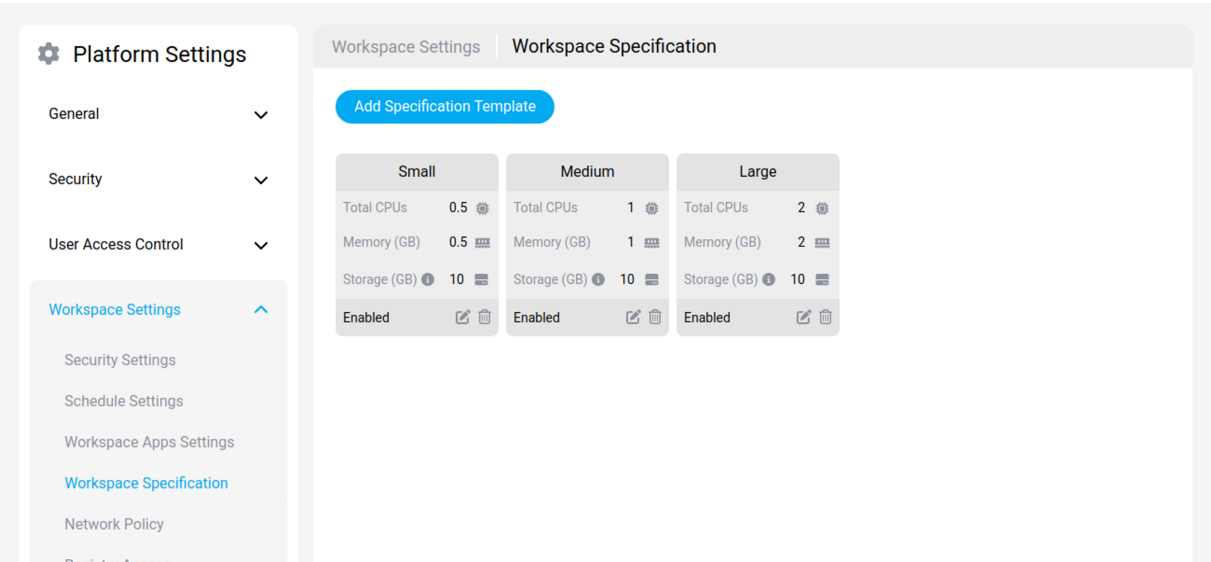 Platform Settings
General
Security
User Access Control
Workspace Settings
Security Settings
Schedule Settings
Workspace Apps Settings
Workspace Specification
Network Policy
Workspace Settings Workspace Specification
Add Specification Template
Small
Total CPUs 0.5
Memory (GB) 0.5
Storage (GB) 10
Enabled
Medium
Total CPUs 1
Memory (GB) 1
Storage (GB) 10
Enabled
Large
Total CPUs 2
Memory (GB) 2
Storage (GB) 10
Enabled